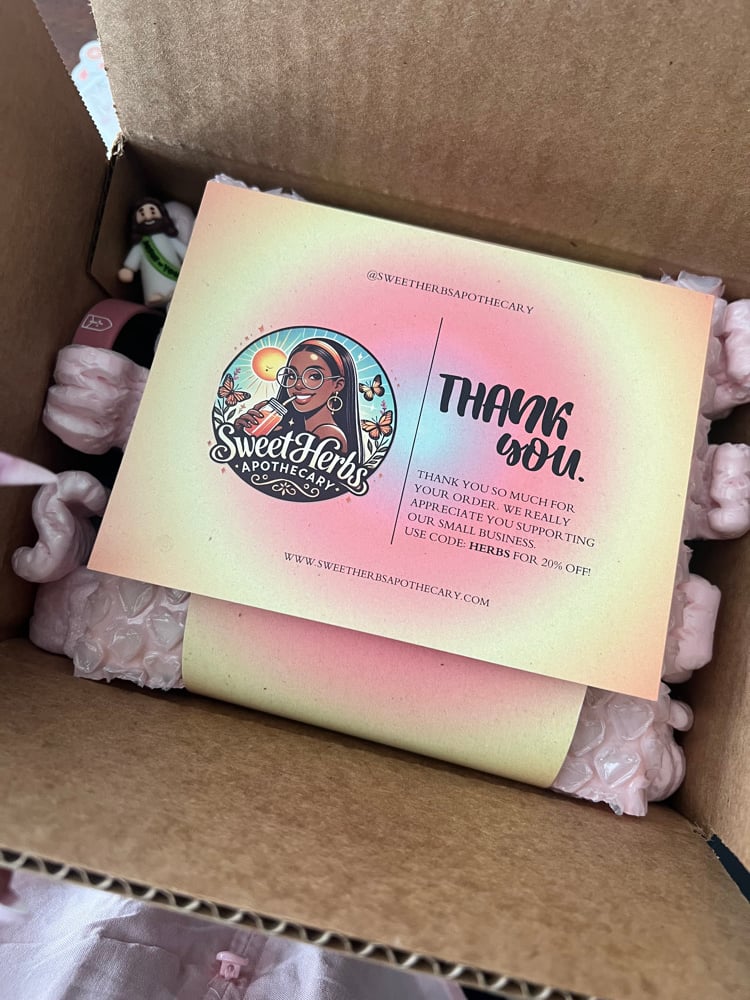 @SWEETHERBSAPOTHECARY
SweetHerbs
• APOTHECARY •
THANK
you.
THANK YOU SO MUCH FOR
YOUR ORDER. WE REALLY
APPRECIATE YOU SUPPORTING
OUR SMALL BUSINESS.
USE CODE: HERBS FOR 20% OFF!
WWW.SWEETHERBSAPOTHECARY.COM